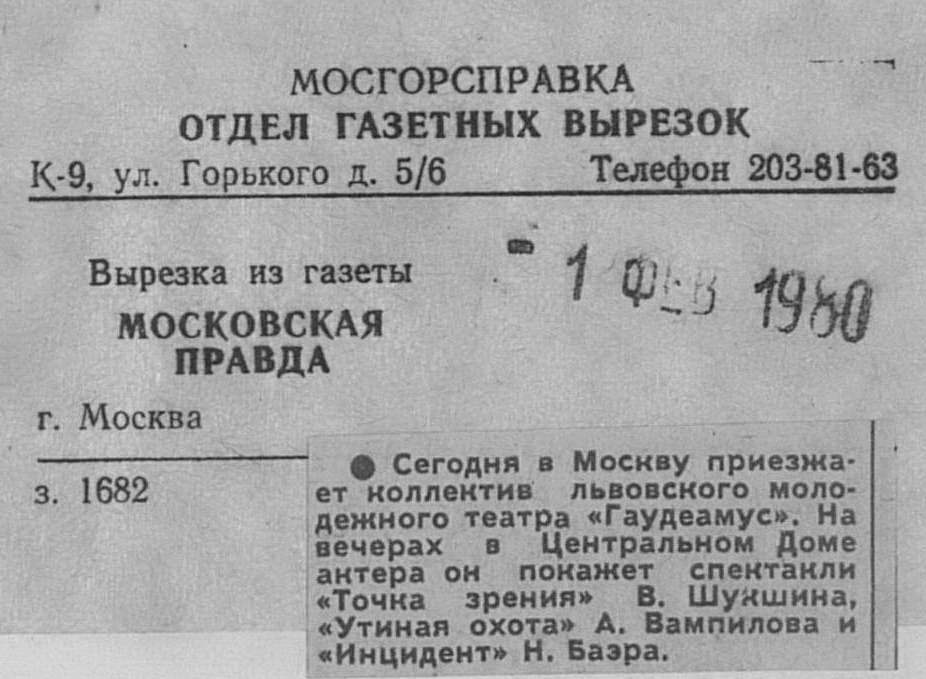 МОСГОРСПРАВКА
ОТДЕЛ ГАЗЕТНЫХ ВЫРЕЗОК
К-9, ул. Горького д. 5/6 Телефон 203-81-63
Вырезка из газеты
- 1 ФЕВ 1980
МОСКОВСКАЯ
ПРАВДА
г. Москва
з. 1682
● Сегодня в Москву приезжа-
ет коллектив львовского моло-
дежного театра «Гаудеамус». На
вечерах в Центральном Доме
актера он покажет спектакли
«Точка зрения» В. Шукшина,
«Утиная охота» А. Вампилова и
«Инцидент» Н. Баэра.